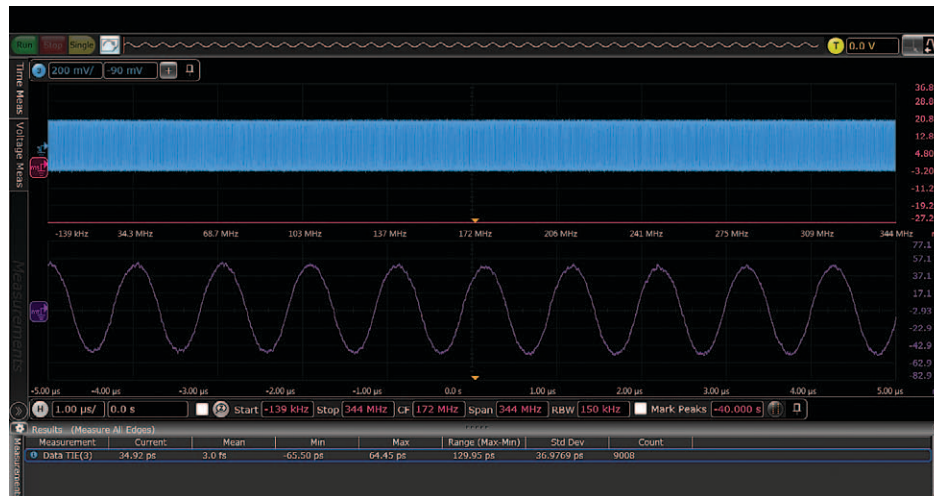 Run Stop Single T 0.0 V
Time Meas
Voltage Meas
Measurements
3 200 mV/ -90 mV +
36.8
28.8
20.8
12.8
4.80
-3.20
-11.2
-19.2
-27.2
-139 kHz 34.3 MHz 68.7 MHz 103 MHz 137 MHz 172 MHz 206 MHz 241 MHz 275 MHz 309 MHz 344 MHz
77.1
57.1
37.1
17.1
-2.93
-22.9
-42.9
-62.9
-82.9
-5.00 µs -4.00 µs -3.00 µs -2.00 µs -1.00 µs 0.0 s 1.00 µs 2.00 µs 3.00 µs 4.00 µs 5.00 µs
H 1.00 µs/ 0.0 s Start -139 kHz Stop 344 MHz CF 172 MHz Span 344 MHz RBW 150 kHz Mark Peaks -40.000 s
Results (Measure All Edges)
Measurement Current Mean Min Max Range (Max-Min) Std Dev Count
Data TIE(3) 34.92 ps 3.0 fs -65.50 ps 64.45 ps 129.95 ps 36.9769 ps 9008
Measurement